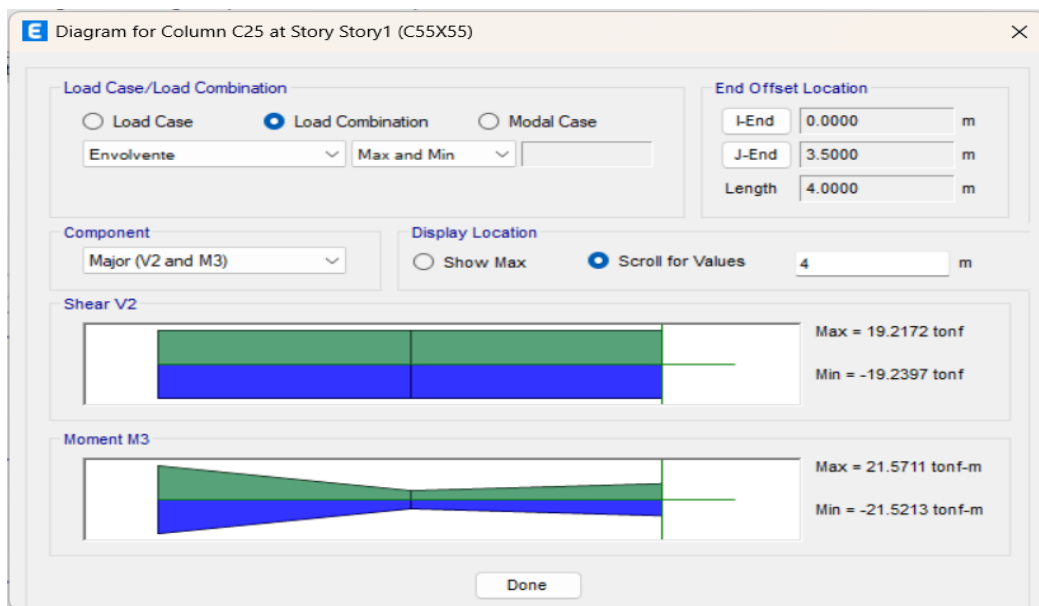 E Diagram for Column C25 at Story Story1 (C55X55)
Load Case/Load Combination
Load Case Load Combination Modal Case
Envolvente Max and Min
End Offset Location
I-End 0.0000 m
J-End 3.5000 m
Length 4.0000 m
Component
Major (V2 and M3)
Display Location
Show Max Scroll for Values 4 m
Shear V2
Max = 19.2172 tonf
Min = -19.2397 tonf
Moment M3
Max = 21.5711 tonf-m
Min = -21.5213 tonf-m
Done